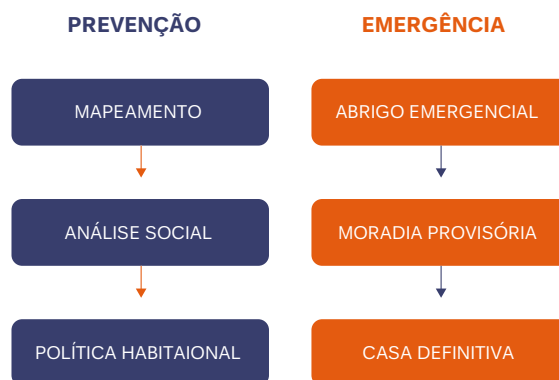 PREVENÇÃO
MAPEAMENTO
ANÁLISE SOCIAL
POLÍTICA HABITAIONAL
EMERGÊNCIA
ABRIGO EMERGENCIAL
MORADIA PROVISÓRIA
CASA DEFINITIVA